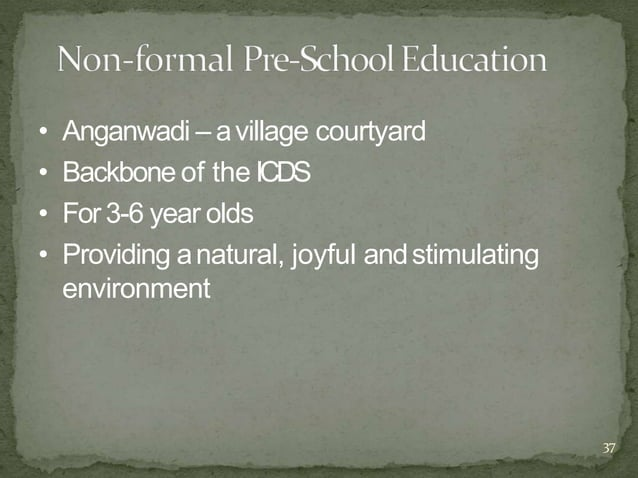 Non-formal Pre-School Education
• Anganwadi – a village courtyard
• Backbone of the ICDS
• For 3-6 year olds
• Providing a natural, joyful and stimulating
environment
37